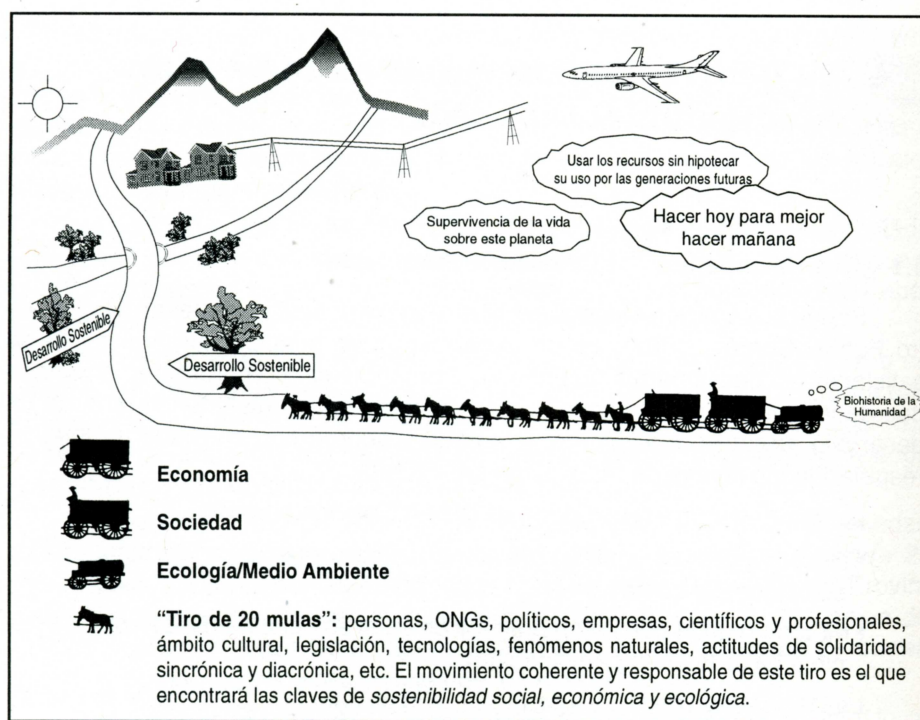 Usar los recursos sin hipotecar
su uso por las generaciones futuras
Supervivencia de la vida
sobre este planeta
Hacer hoy para mejor
hacer mañana
Desarrollo Sostenible
Desarrollo Sostenible
Biohistoria de la
Humanidad
Economía
Sociedad
Ecología/Medio Ambiente
“Tiro de 20 mulas”: personas, ONGs, políticos, empresas, científicos y profesionales,
ámbito cultural, legislación, tecnologías, fenómenos naturales, actitudes de solidaridad
sincrónica y diacrónica, etc. El movimiento coherente y responsable de este tiro es el que
encontrará las claves de sostenibilidad social, económica y ecológica.